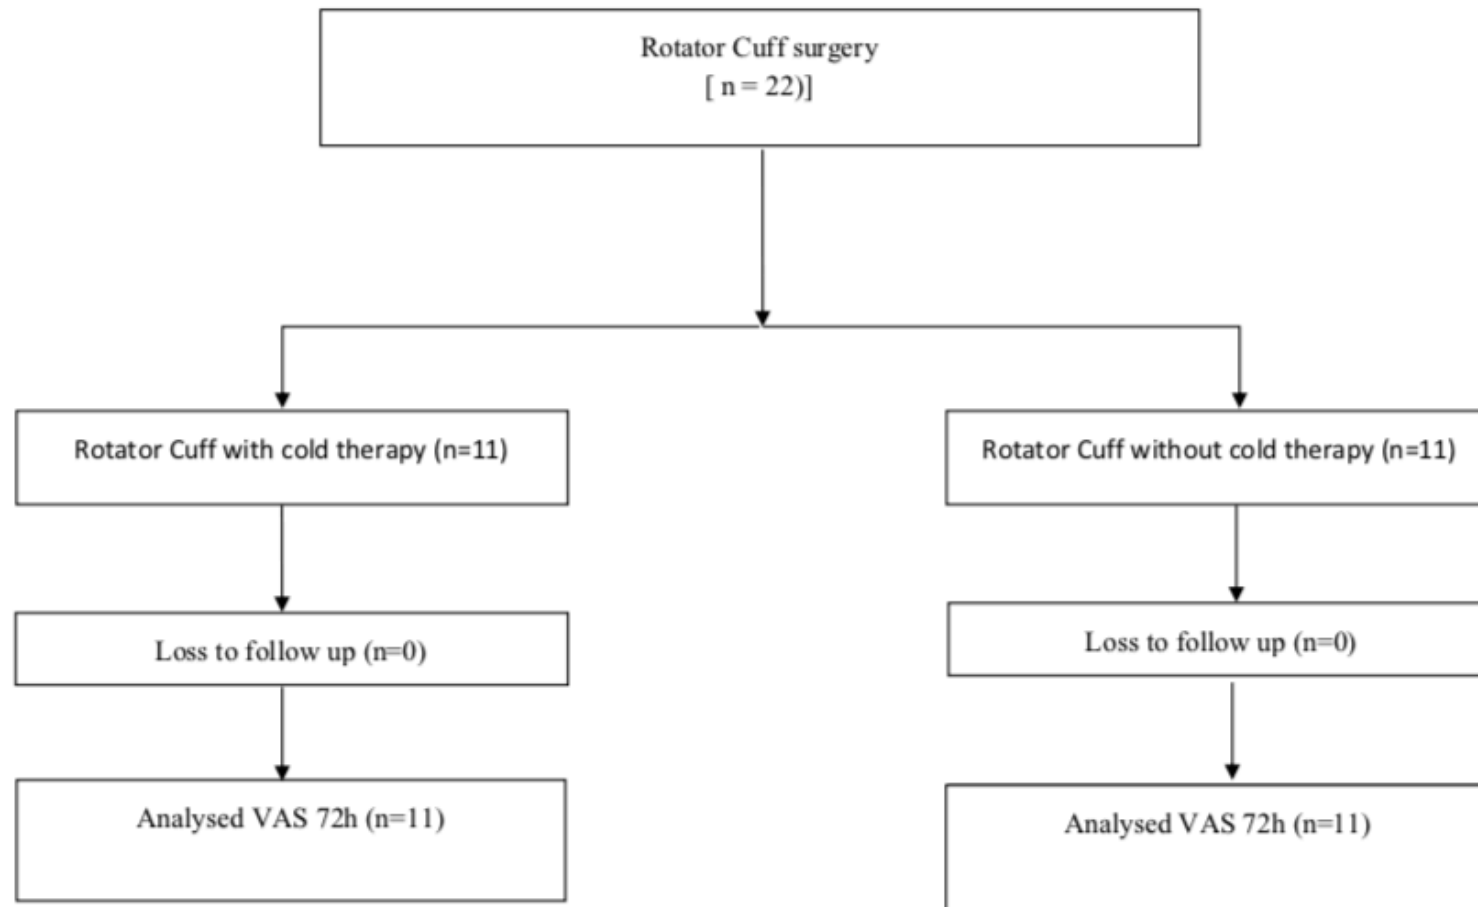 Rotator Cuff surgery
[ n = 22)]
Rotator Cuff with cold therapy (n=11)
Rotator Cuff without cold therapy (n=11)
Loss to follow up (n=0)
Loss to follow up (n=0)
Analysed VAS 72h (n=11)
Analysed VAS 72h (n=11)